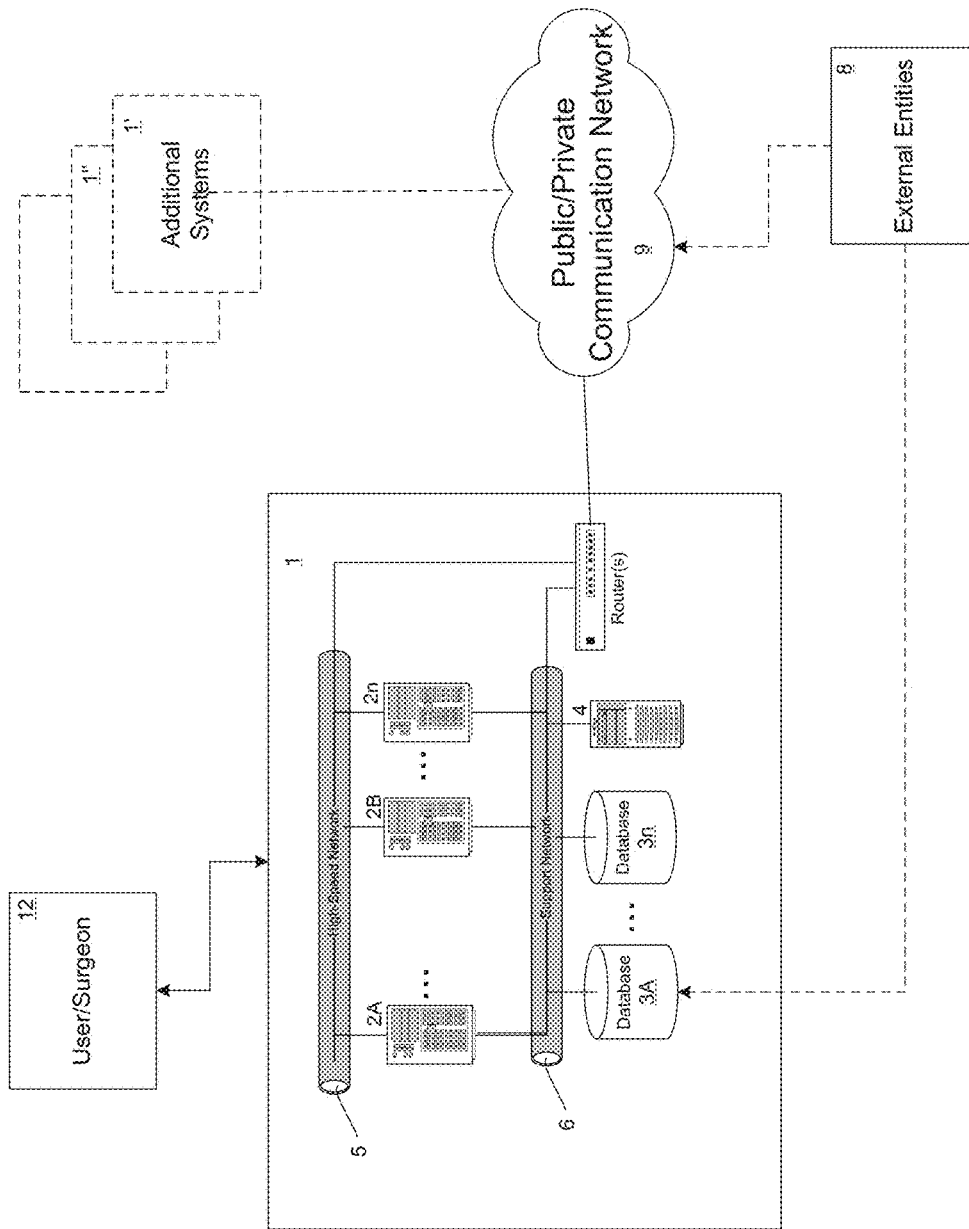 12
User/Surgeon
1"
1'
Additional
Systems
1
5
High-Speed Network
2A
2B
2n
6
Support Network
4
Database
3A
Database
3n
Router(s)
Public/Private
Communication Network
9
8
External Entities